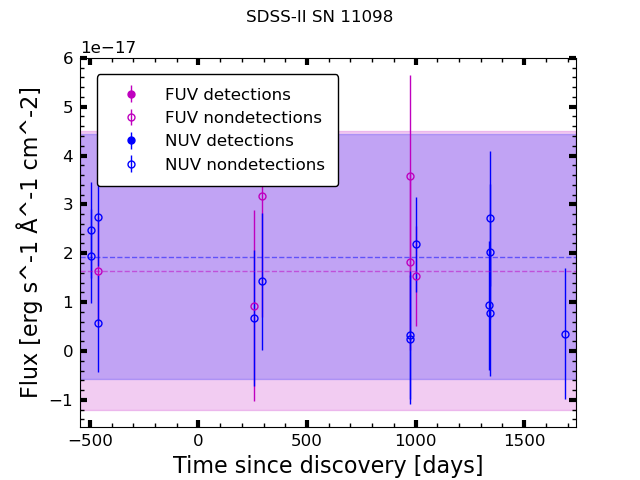 SDSS-II SN 11098
1e−17
6
5
4
3
2
1
0
−1
Flux [erg s^-1 Å^-1 cm^-2]
FUV detections
FUV nondetections
NUV detections
NUV nondetections
−500 0 500 1000 1500
Time since discovery [days]